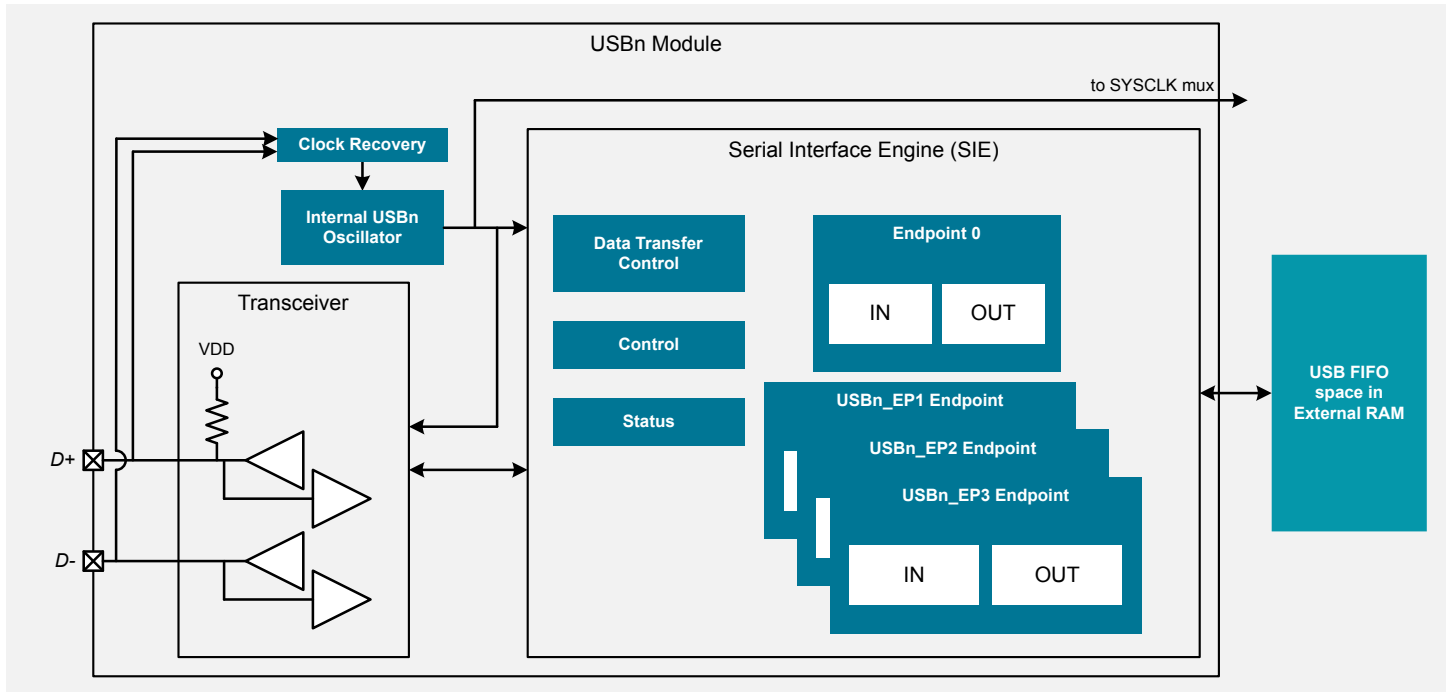 USBn Module
to SYSCLK mux
Clock Recovery
Internal USBn
Oscillator
Serial Interface Engine (SIE)
Data Transfer
Control
Control
Status
Endpoint 0
IN OUT
USBn_EP1 Endpoint
USBn_EP2 Endpoint
USBn_EP3 Endpoint
IN OUT
Transceiver
VDD
D+
D-
USB FIFO
space in
External RAM